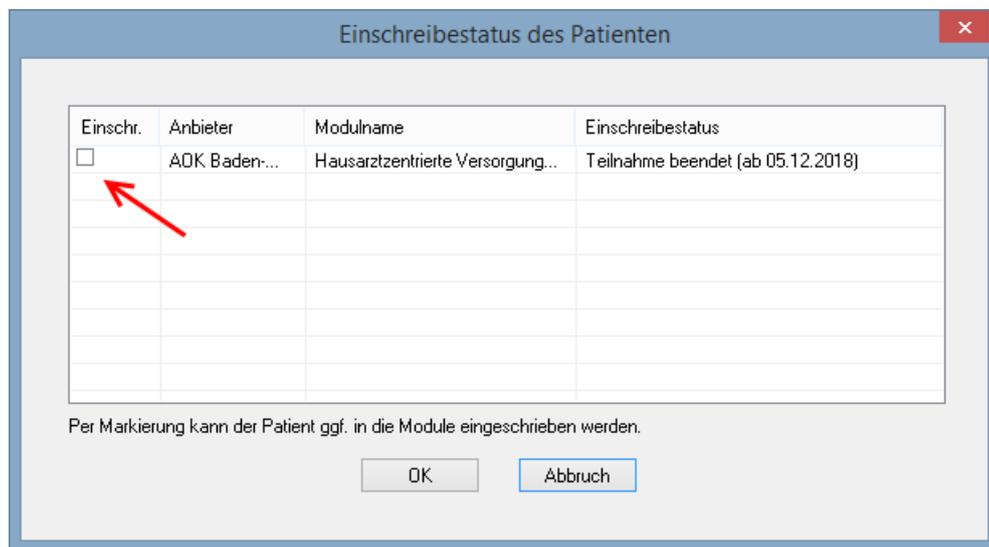 Einschreibestatus des Patienten
Einschr. Anbieter Modulname Einschreibestatus
AOK Baden-... Hausarztzentrierte Versorgung... Teilnahme beendet (ab 05.12.2018)
Per Markierung kann der Patient ggf. in die Module eingeschrieben werden.
OK Abbruch